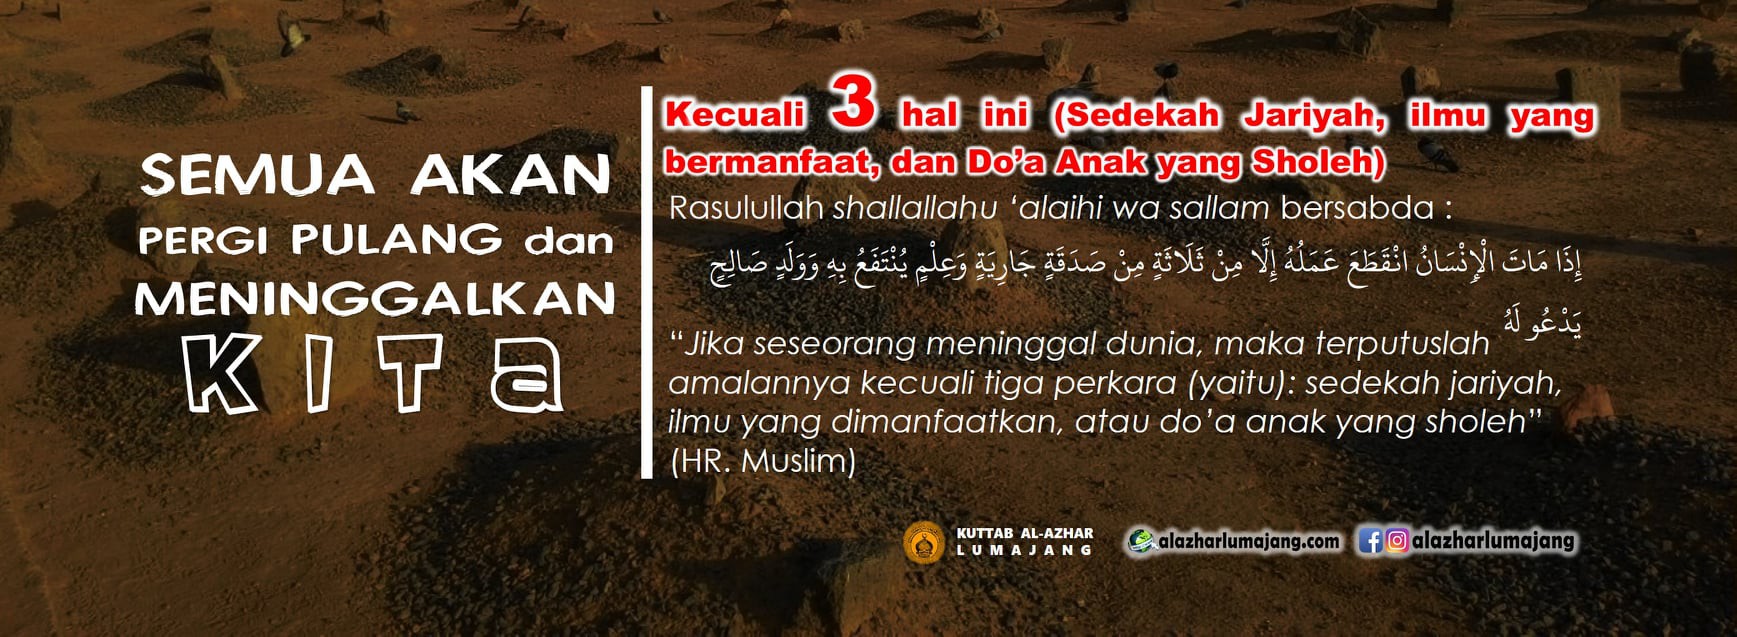 SEMUA AKAN
PERGI PULANG dan
MENINGGALKAN
KITa
Kecuali 3 hal ini (Sedekah Jariyah, ilmu yang
bermanfaat, dan Do’a Anak yang Sholeh)
Rasulullah shallallahu ‘alaihi wa sallam bersabda :
إِذَا مَاتَ الْإِنْسَانُ انْقَطَعَ عَمَلُهُ إِلَّا مِنْ ثَلَاثَةٍ مِنْ صَدَقَةٍ جَارِيَةٍ وَعِلْمٍ يُنْتَفَعُ بِهِ وَوَلَدٍ صَالِحٍ
يَدْعُو لَهُ
“Jika seseorang meninggal dunia, maka terputuslah
amalannya kecuali tiga perkara (yaitu): sedekah jariyah,
ilmu yang dimanfaatkan, atau do’a anak yang sholeh”
(HR. Muslim)
KUTTAB AL-AZHAR
LUMAJANG
alazharlumajang.com
alazharlumajang